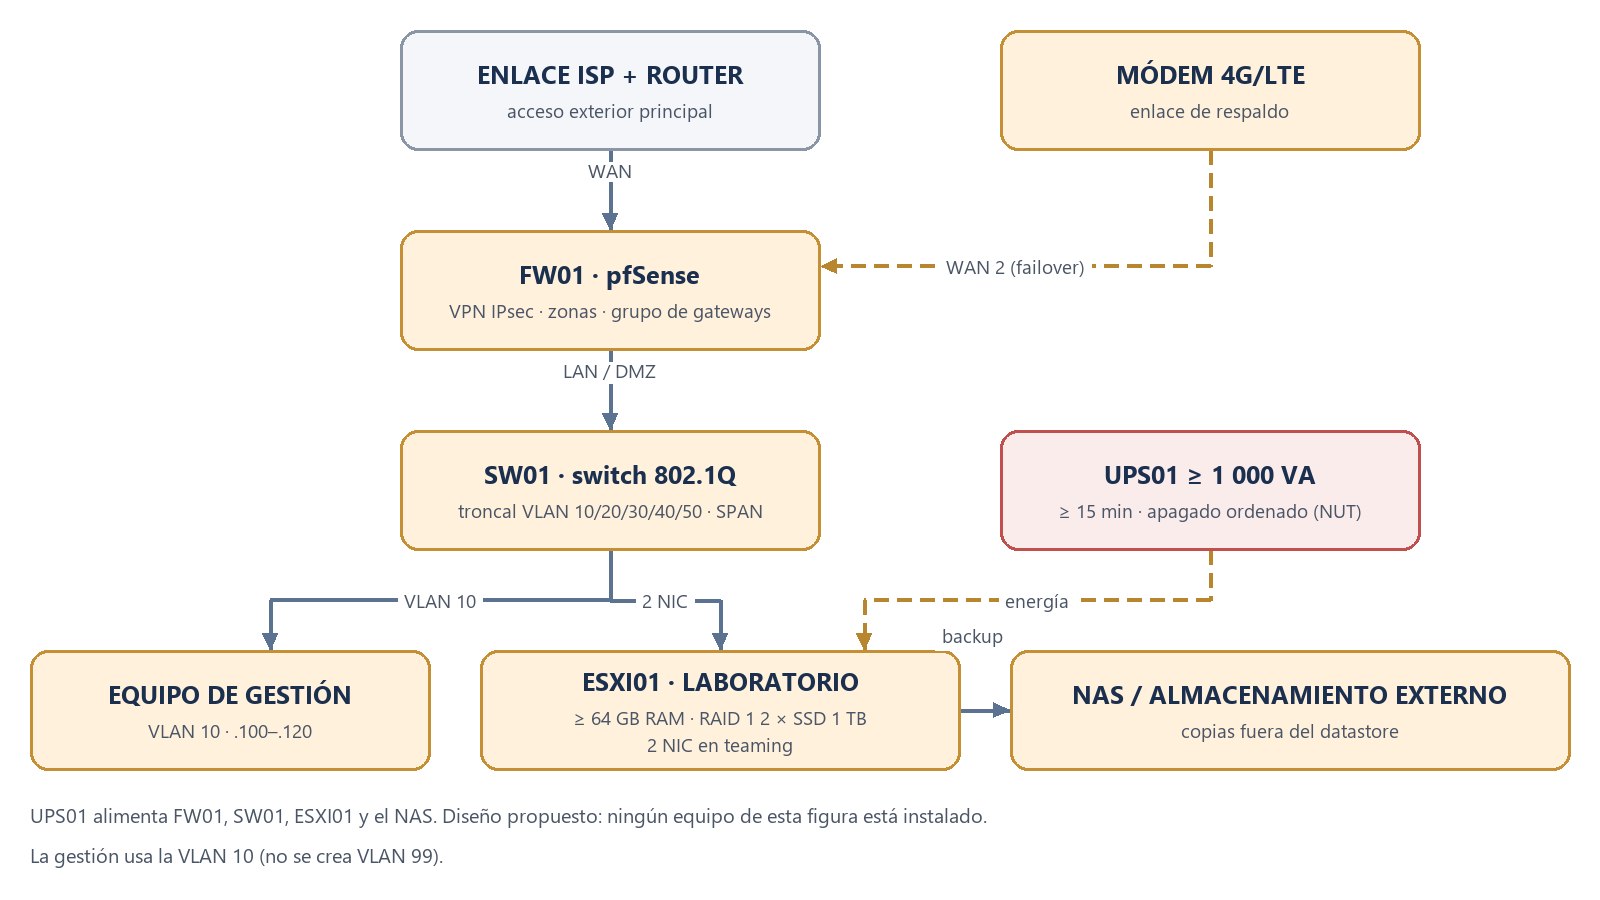 ENLACE ISP + ROUTER
acceso exterior principal
MÓDEM 4G/LTE
enlace de respaldo
WAN
FW01 · pfSense
VPN IPsec · zonas · grupo de gateways
WAN 2 (failover)
LAN / DMZ
SW01 · switch 802.1Q
troncal VLAN 10/20/30/40/50 · SPAN
UPS01 ≥ 1 000 VA
≥ 15 min · apagado ordenado (NUT)
VLAN 10
2 NIC
energía
backup
EQUIPO DE GESTIÓN
VLAN 10 · .100–.120
ESXI01 · LABORATORIO
≥ 64 GB RAM · RAID 1 2 × SSD 1 TB
2 NIC en teaming
NAS / ALMACENAMIENTO EXTERNO
copias fuera del datastore
UPS01 alimenta FW01, SW01, ESXI01 y el NAS. Diseño propuesto: ningún equipo de esta figura está instalado.
La gestión usa la VLAN 10 (no se crea VLAN 99).